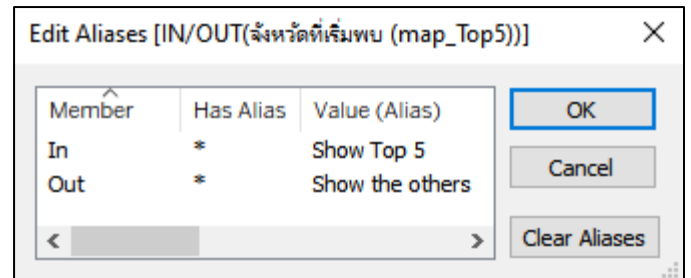 Edit Aliases [IN/OUT(จังหวัดที่เริ่มพบ (map_Top5))]
Member Has Alias Value (Alias)
In * Show Top 5
Out * Show the others
OK
Cancel
Clear Aliases